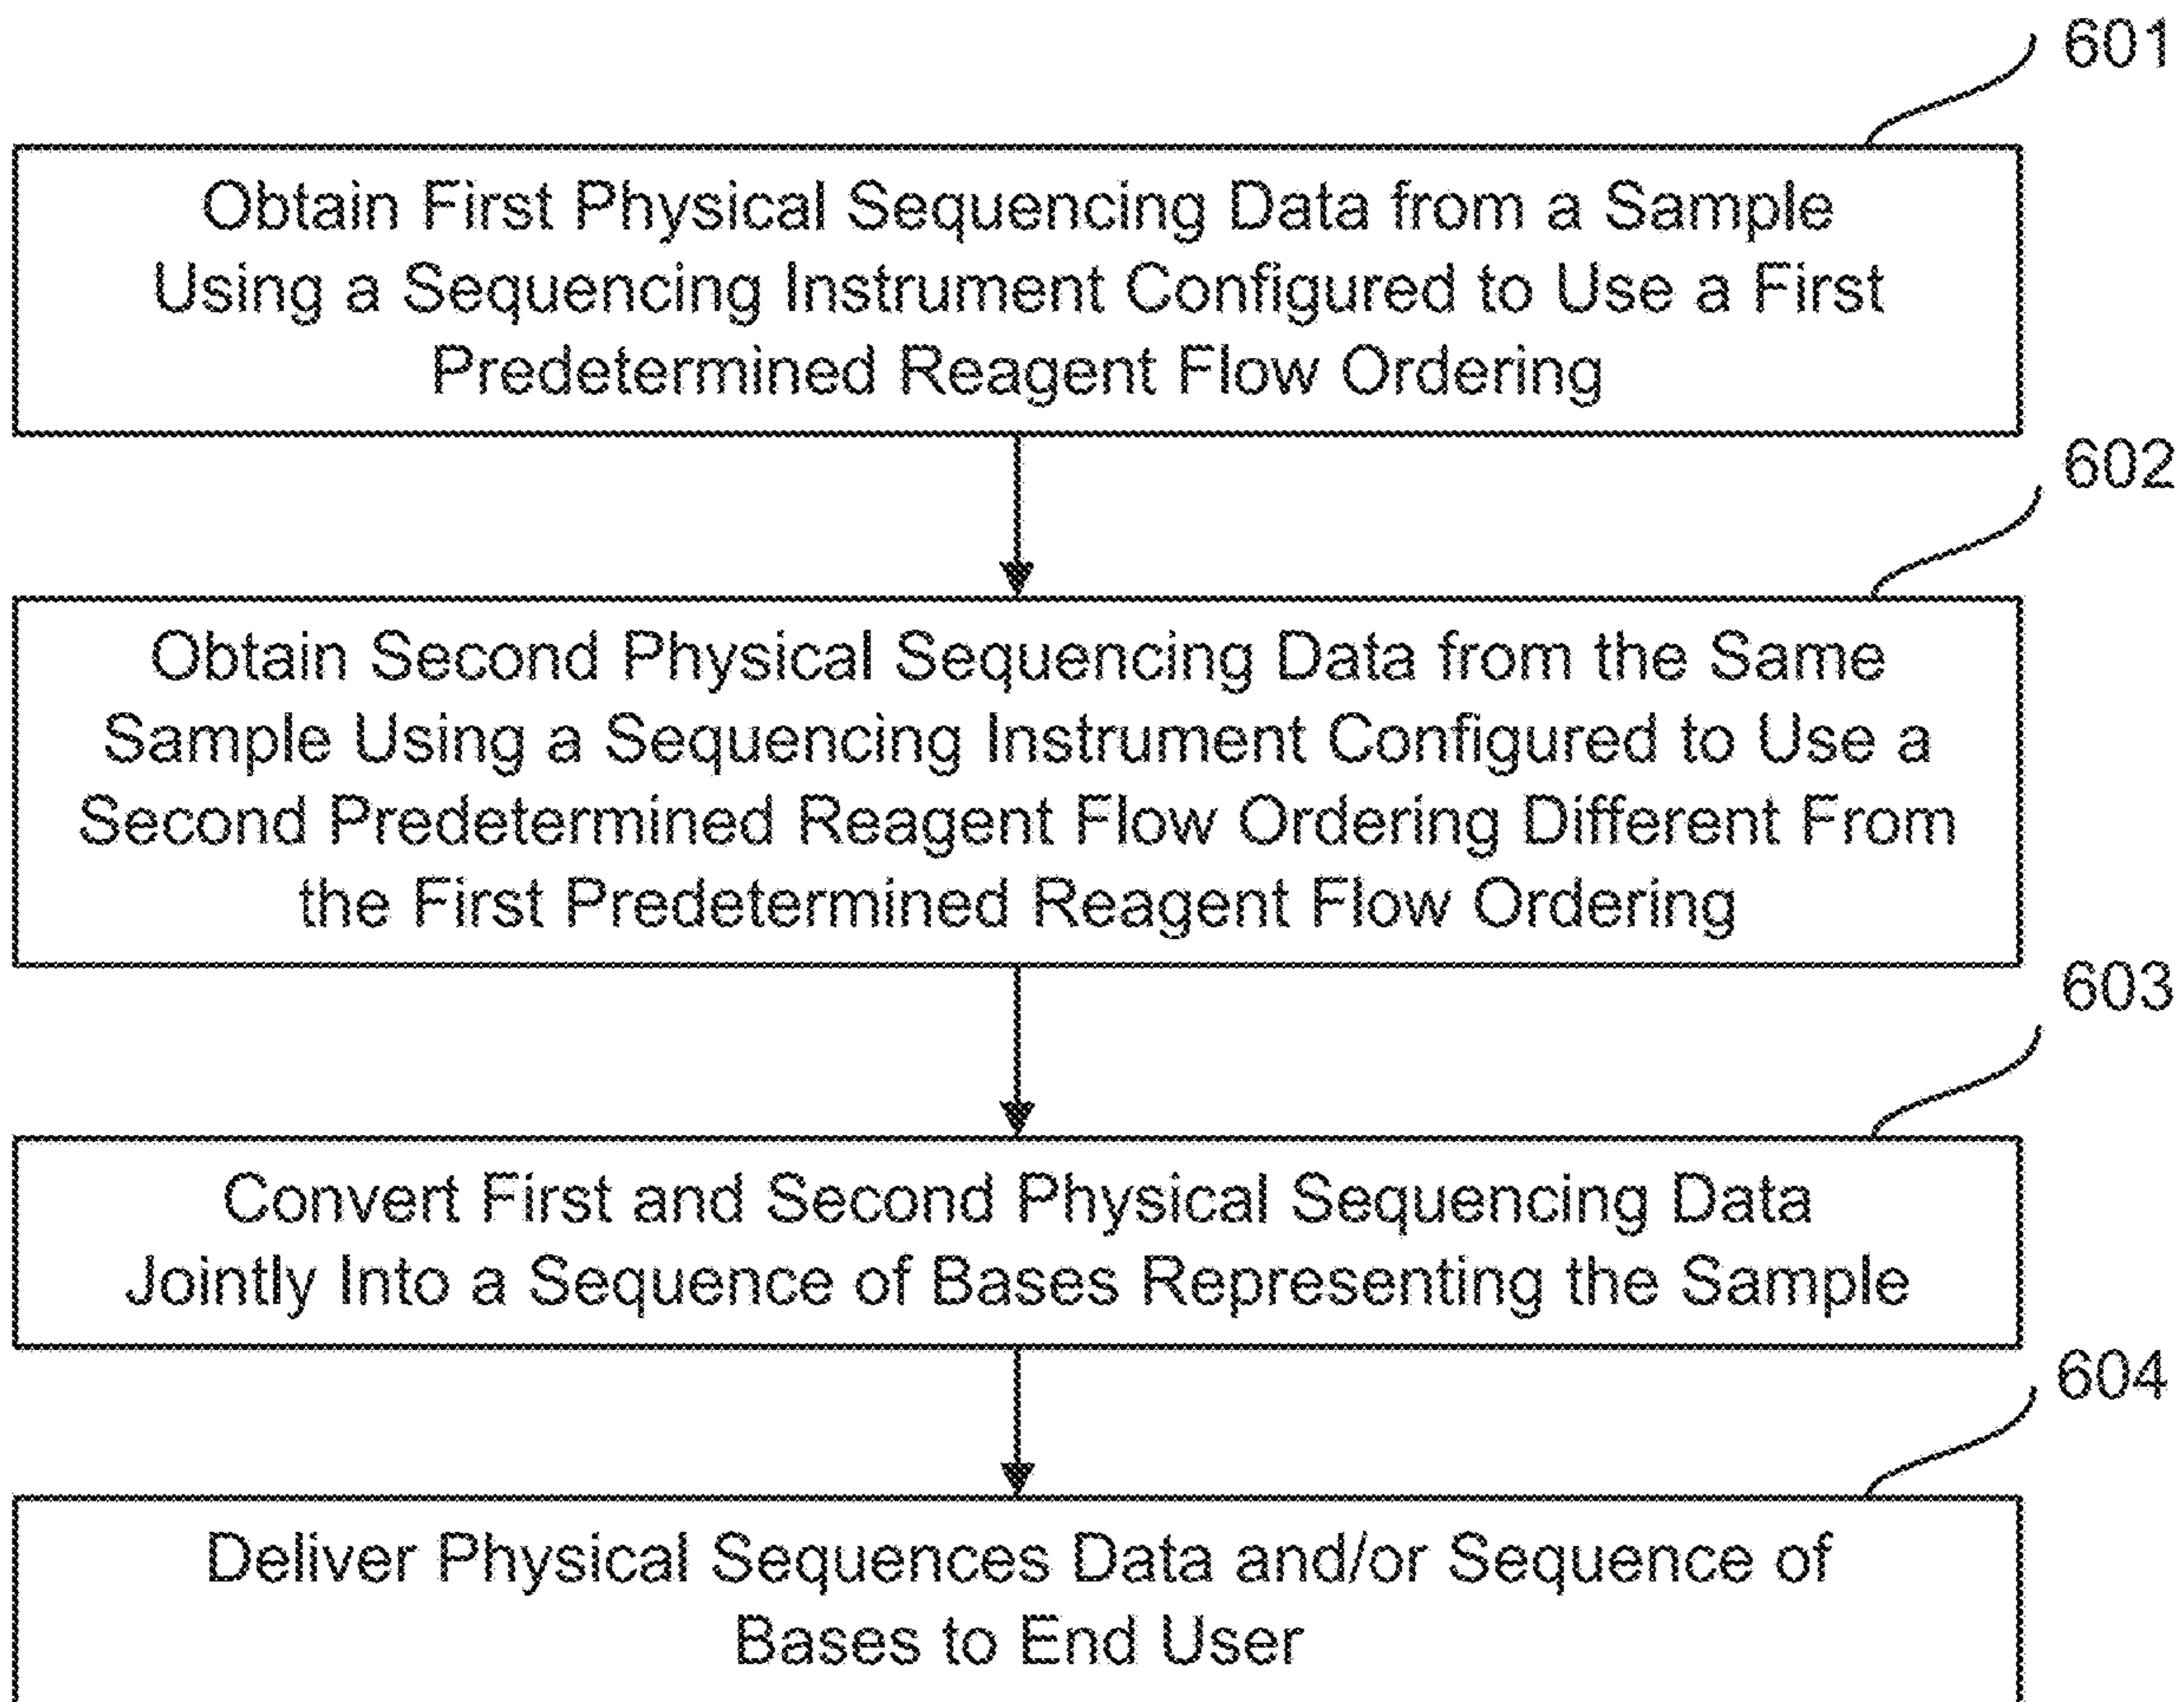 601
Obtain First Physical Sequencing Data from a Sample
Using a Sequencing Instrument Configured to Use a First
Predetermined Reagent Flow Ordering
602
Obtain Second Physical Sequencing Data from the Same
Sample Using a Sequencing Instrument Configured to Use a
Second Predetermined Reagent Flow Ordering Different From
the First Predetermined Reagent Flow Ordering
603
Convert First and Second Physical Sequencing Data
Jointly Into a Sequence of Bases Representing the Sample
604
Deliver Physical Sequences Data and/or Sequence of
Bases to End User